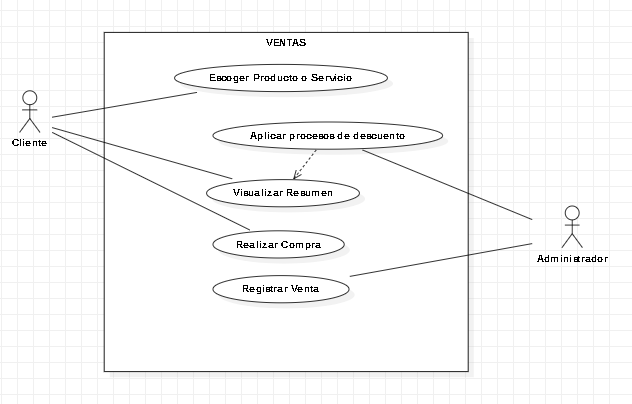 VENTAS
Escoger Producto o Servicio
Cliente
Aplicar procesos de descuento
Visualizar Resumen
Realizar Compra
Administrador
Registrar Venta